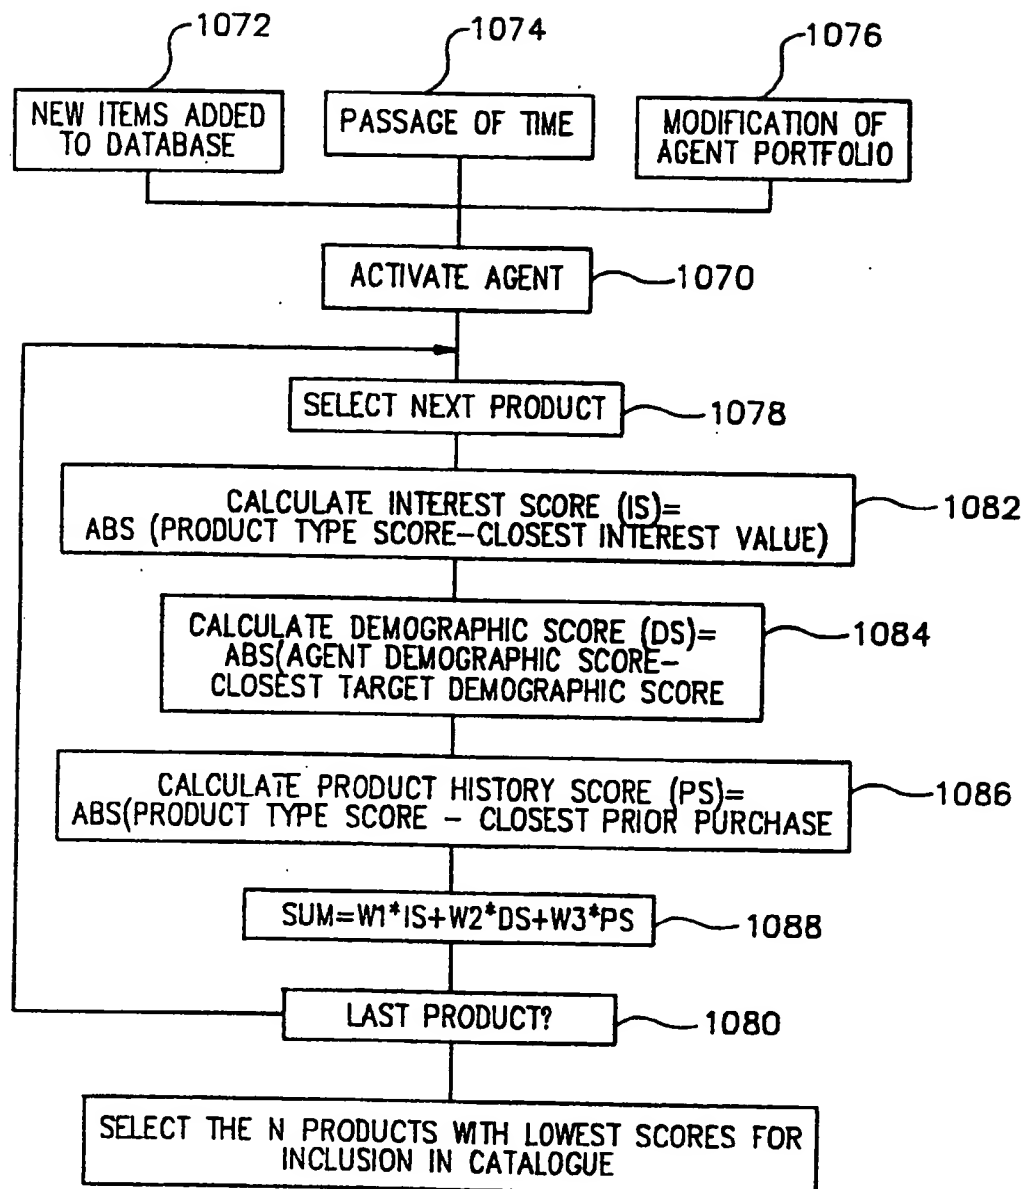 1072
1074
1076
NEW ITEMS ADDED
TO DATABASE
PASSAGE OF TIME
MODIFICATION OF
AGENT PORTFOLIO
ACTIVATE AGENT
1070
SELECT NEXT PRODUCT
1078
CALCULATE INTEREST SCORE (IS)=
ABS (PRODUCT TYPE SCORE-CLOSEST INTEREST VALUE)
1082
CALCULATE DEMOGRAPHIC SCORE (DS)=
ABS(AGENT DEMOGRAPHIC SCORE-
CLOSEST TARGET DEMOGRAPHIC SCORE
1084
CALCULATE PRODUCT HISTORY SCORE (PS)=
ABS(PRODUCT TYPE SCORE - CLOSEST PRIOR PURCHASE
1086
SUM=W1*IS+W2*DS+W3*PS
1088
LAST PRODUCT?
1080
SELECT THE N PRODUCTS WITH LOWEST SCORES FOR
INCLUSION IN CATALOGUE